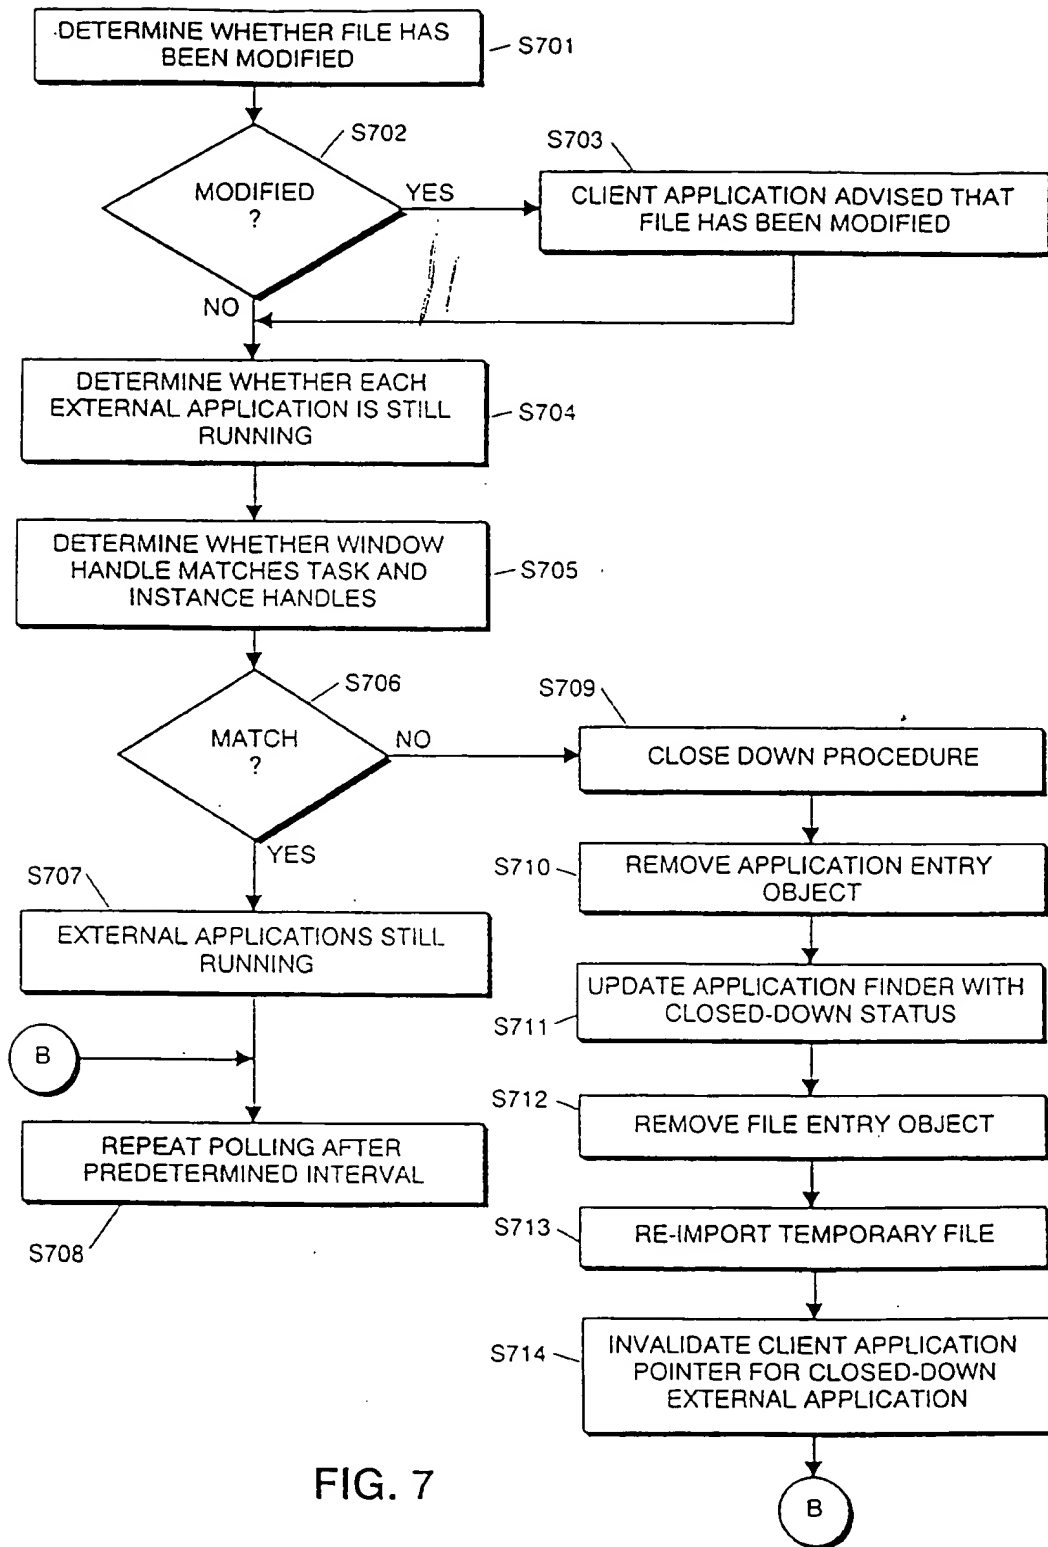 DETERMINE WHETHER FILE HAS
BEEN MODIFIED
S701
S702
MODIFIED
?
YES
NO
S703
CLIENT APPLICATION ADVISED THAT
FILE HAS BEEN MODIFIED
DETERMINE WHETHER EACH
EXTERNAL APPLICATION IS STILL
RUNNING
S704
DETERMINE WHETHER WINDOW
HANDLE MATCHES TASK AND
INSTANCE HANDLES
S705
S706
MATCH
?
NO
YES
S707
EXTERNAL APPLICATIONS STILL
RUNNING
B
REPEAT POLLING AFTER
PREDETERMINED INTERVAL
S708
S709
CLOSE DOWN PROCEDURE
S710
REMOVE APPLICATION ENTRY
OBJECT
S711
UPDATE APPLICATION FINDER WITH
CLOSED-DOWN STATUS
S712
REMOVE FILE ENTRY OBJECT
S713
RE-IMPORT TEMPORARY FILE
S714
INVALIDATE CLIENT APPLICATION
POINTER FOR CLOSED-DOWN
EXTERNAL APPLICATION
B
FIG. 7